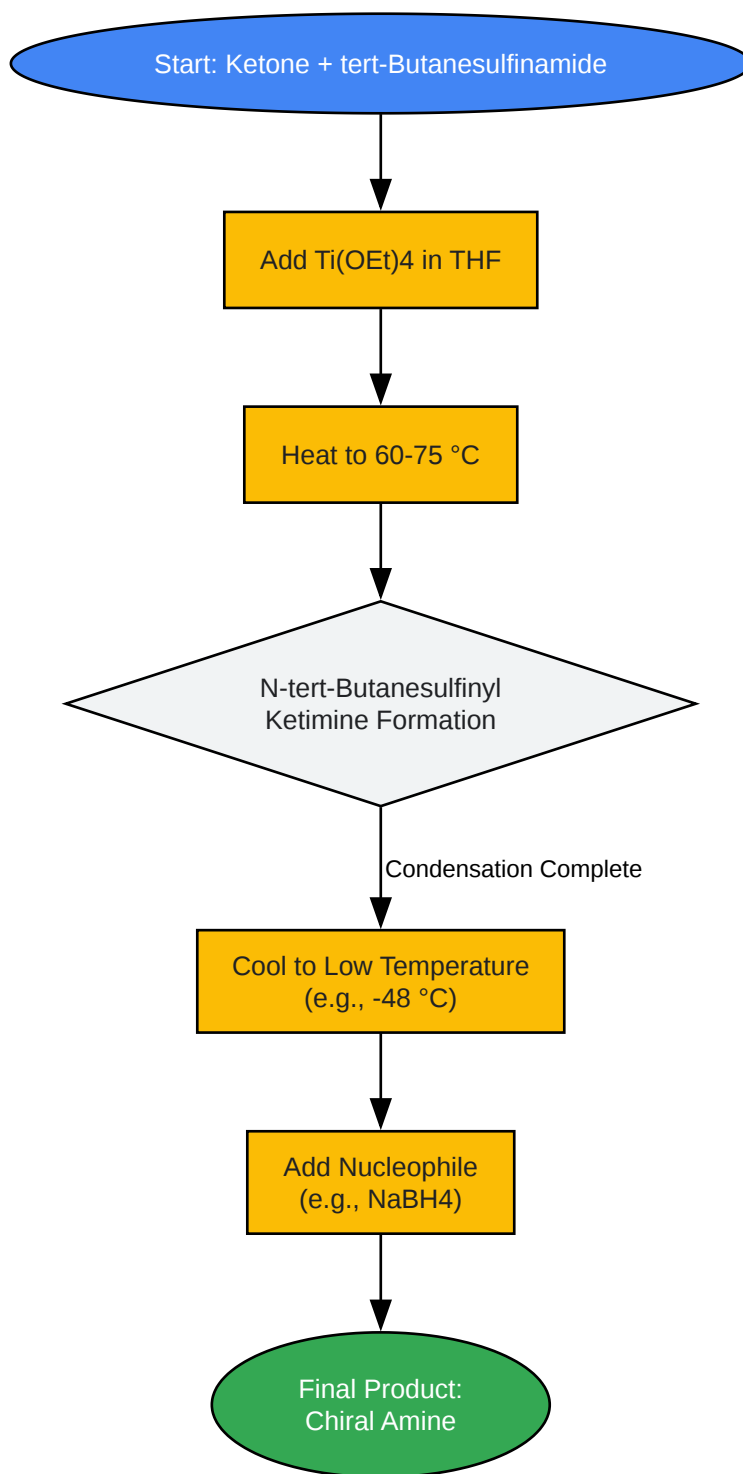 Start: Ketone + tert-Butanesulfinamide
Add Ti(OEt)4 in THF
Heat to 60-75 °C
N-tert-Butanesulfinyl
Ketimine Formation
Condensation Complete
Cool to Low Temperature
(e.g., -48 °C)
Add Nucleophile
(e.g., NaBH4)
Final Product:
Chiral Amine